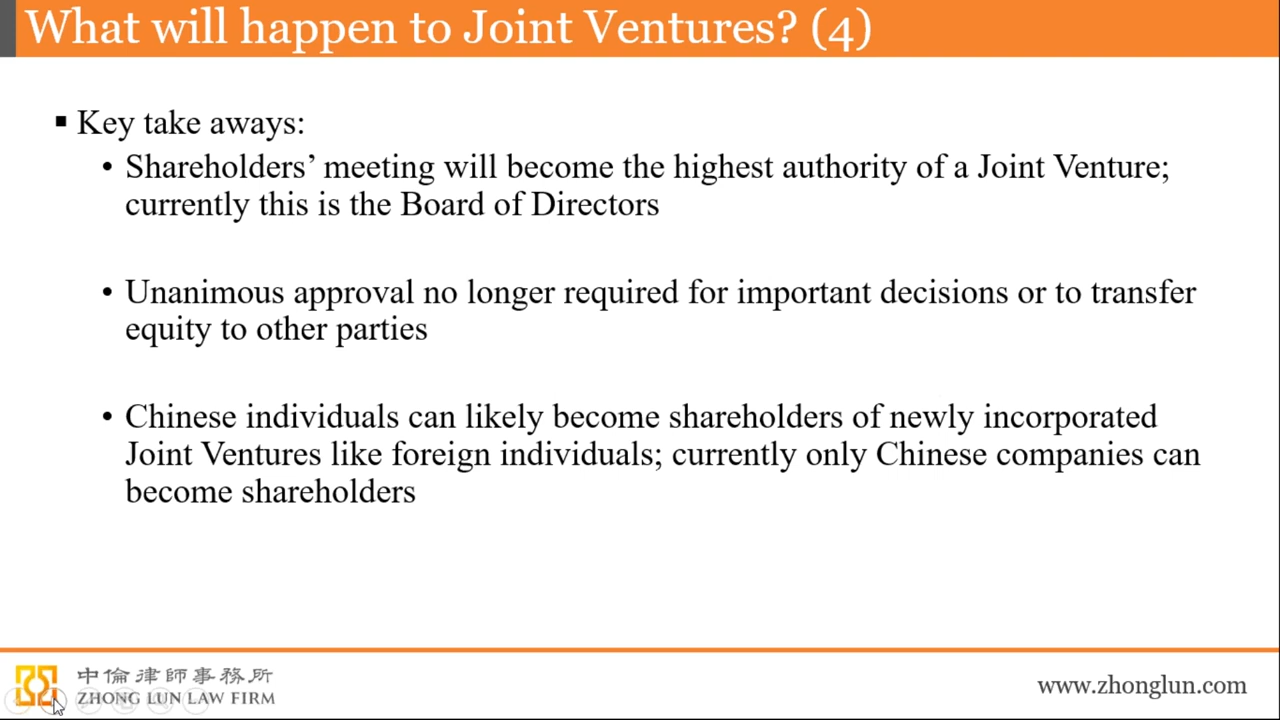 What will happen to Joint Ventures? (4)
▪ Key take aways:
• Shareholders’ meeting will become the highest authority of a Joint Venture;
currently this is the Board of Directors
• Unanimous approval no longer required for important decisions or to transfer
equity to other parties
• Chinese individuals can likely become shareholders of newly incorporated
Joint Ventures like foreign individuals; currently only Chinese companies can
become shareholders
中倫律師事務所
ZHONG LUN LAW FIRM
www.zhonglun.com